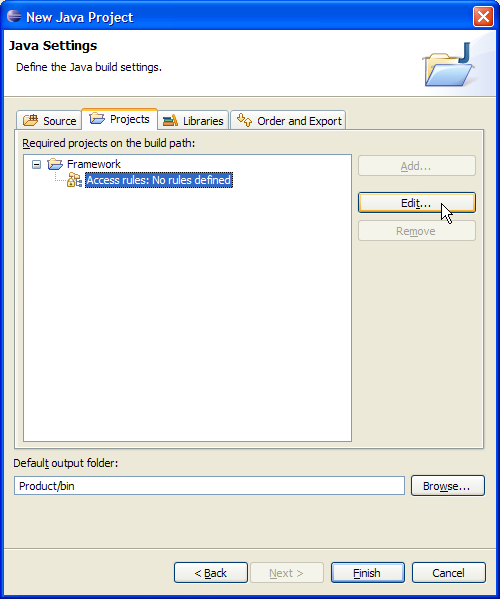 New Java Project
Java Settings
Define the Java build settings.
Source Projects Libraries Order and Export
Required projects on the build path:
Framework
Access rules: No rules defined
Add...
Edit...
Remove
Default output folder:
Product/bin
Browse...
< Back Next > Finish Cancel